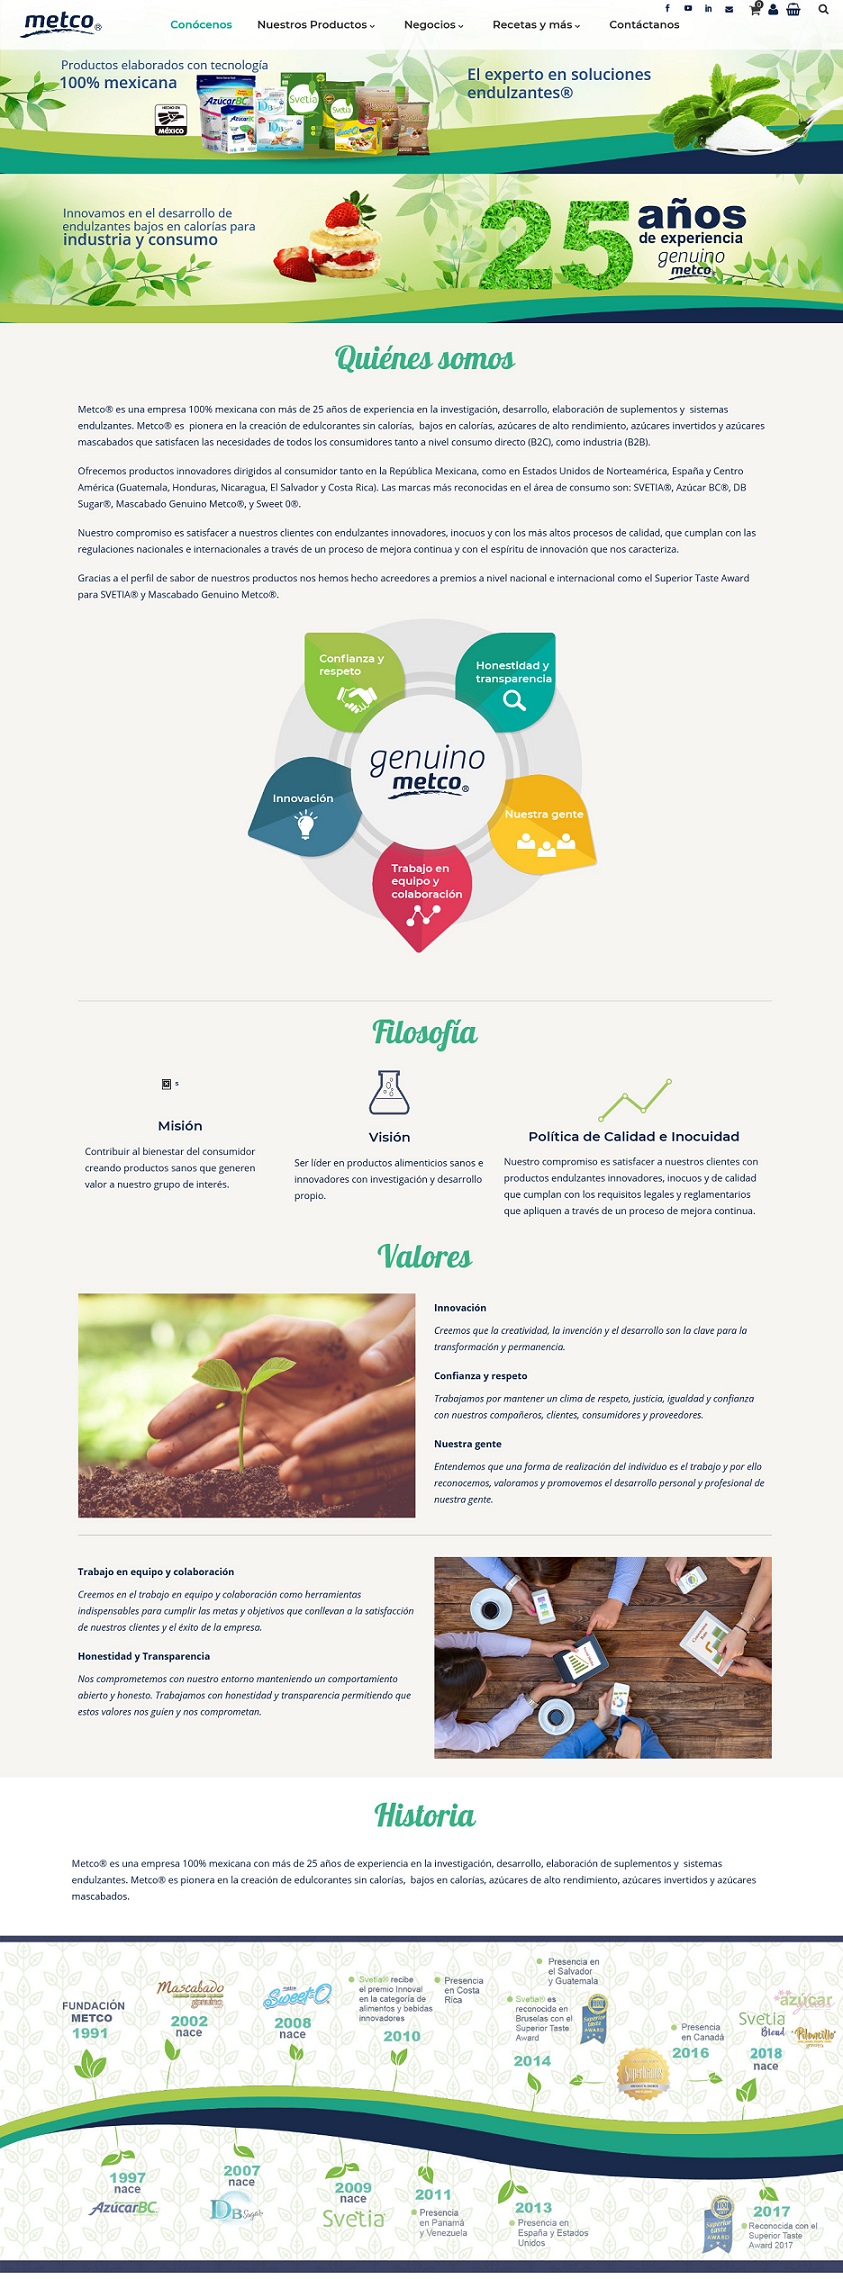 metco®
Conócenos
Nuestros Productos
Negocios
Recetas y más
Contáctanos
0
Productos elaborados con tecnología
100% mexicana
HECHO EN
MÉXICO
AzúcarBC
Svetia
El experto en soluciones
endulzantes®
Innovamos en el desarrollo de
endulzantes bajos en calorías para
industria y consumo
25 años
de experiencia
genuino
metco®
Quiénes somos
Metco® es una empresa 100% mexicana con más de 25 años de experiencia en la investigación, desarrollo, elaboración de suplementos y sistemas
endulzantes. Metco® es pionera en la creación de edulcorantes sin calorías, bajos en calorías, azúcares de alto rendimiento, azúcares invertidos y azúcares
mascabados que satisfacen las necesidades de todos los consumidores tanto a nivel consumo directo (B2C), como industria (B2B).
Ofrecemos productos innovadores dirigidos al consumidor tanto en la República Mexicana, como en Estados Unidos de Norteamérica, España y Centro
América (Guatemala, Honduras, Nicaragua, El Salvador y Costa Rica). Las marcas más reconocidas en el área de consumo son: SVETIA®, Azúcar BC®, DB
Sugar®, Mascabado Genuino Metco®, y Sweet 0®.
Nuestro compromiso es satisfacer a nuestros clientes con endulzantes innovadores, inocuos y con los más altos procesos de calidad, que cumplan con las
regulaciones nacionales e internacionales a través de un proceso de mejora continua y con el espíritu de innovación que nos caracteriza.
Gracias a el perfil de sabor de nuestros productos nos hemos hecho acreedores a premios a nivel nacional e internacional como el Superior Taste Award
para SVETIA® y Mascabado Genuino Metco®.
Confianza y
respeto
Honestidad y
transparencia
genuino
metco®
Innovación
Nuestra gente
Trabajo en
equipo y
colaboración
Filosofía
s
Misión
Contribuir al bienestar del consumidor
creando productos sanos que generen
valor a nuestro grupo de interés.
Visión
Ser líder en productos alimenticios sanos e
innovadores con investigación y desarrollo
propio.
Política de Calidad e Inocuidad
Nuestro compromiso es satisfacer a nuestros clientes con
productos endulzantes innovadores, inocuos y de calidad
que cumplan con los requisitos legales y reglamentarios
que apliquen a través de un proceso de mejora continua.
Valores
Innovación
Creemos que la creatividad, la invención y el desarrollo son la clave para la
transformación y permanencia.
Confianza y respeto
Trabajamos por mantener un clima de respeto, justicia, igualdad y confianza
con nuestros compañeros, clientes, consumidores y proveedores.
Nuestra gente
Entendemos que una forma de realización del individuo es el trabajo y por ello
reconocemos, valoramos y promovemos el desarrollo personal y profesional de
nuestra gente.
Trabajo en equipo y colaboración
Creemos en el trabajo en equipo y colaboración como herramientas
indispensables para cumplir las metas y objetivos que conllevan a la satisfacción
de nuestros clientes y el éxito de la empresa.
Honestidad y Transparencia
Nos comprometemos con nuestro entorno manteniendo un comportamiento
abierto y honesto. Trabajamos con honestidad y transparencia permitiendo que
estos valores nos guíen y nos comprometan.
Historia
Metco® es una empresa 100% mexicana con más de 25 años de experiencia en la investigación, desarrollo, elaboración de suplementos y sistemas
endulzantes. Metco® es pionera en la creación de edulcorantes sin calorías, bajos en calorías, azúcares de alto rendimiento, azúcares invertidos y azúcares
mascabados.
FUNDACIÓN
METCO
1991
Mascabado
genuino
2002
nace
metco
Sweet 0
2008
nace
Svetia® recibe
el premio Innoval
en la categoría de
alimentos y bebidas
innovadores
2010
Presencia
en Costa
Rica
Presencia en
el Salvador
y Guatemala
Svetia® es
reconocida en
Bruselas con el
Superior Taste
Award
2014
Superior
taste
AWARD
Superbrands
Presencia
en Canadá
2016
azúcar
Svetia
Blend
Piloncillo
2018
nace
1997
nace
AzúcarBC
2007
nace
DB Sugar
2009
nace
Svetia
2011
Presencia
en Panamá
y Venezuela
2013
Presencia en
España y Estados
Unidos
Superior
taste
AWARD
2017
Reconocida con el
Superior Taste
Award 2017